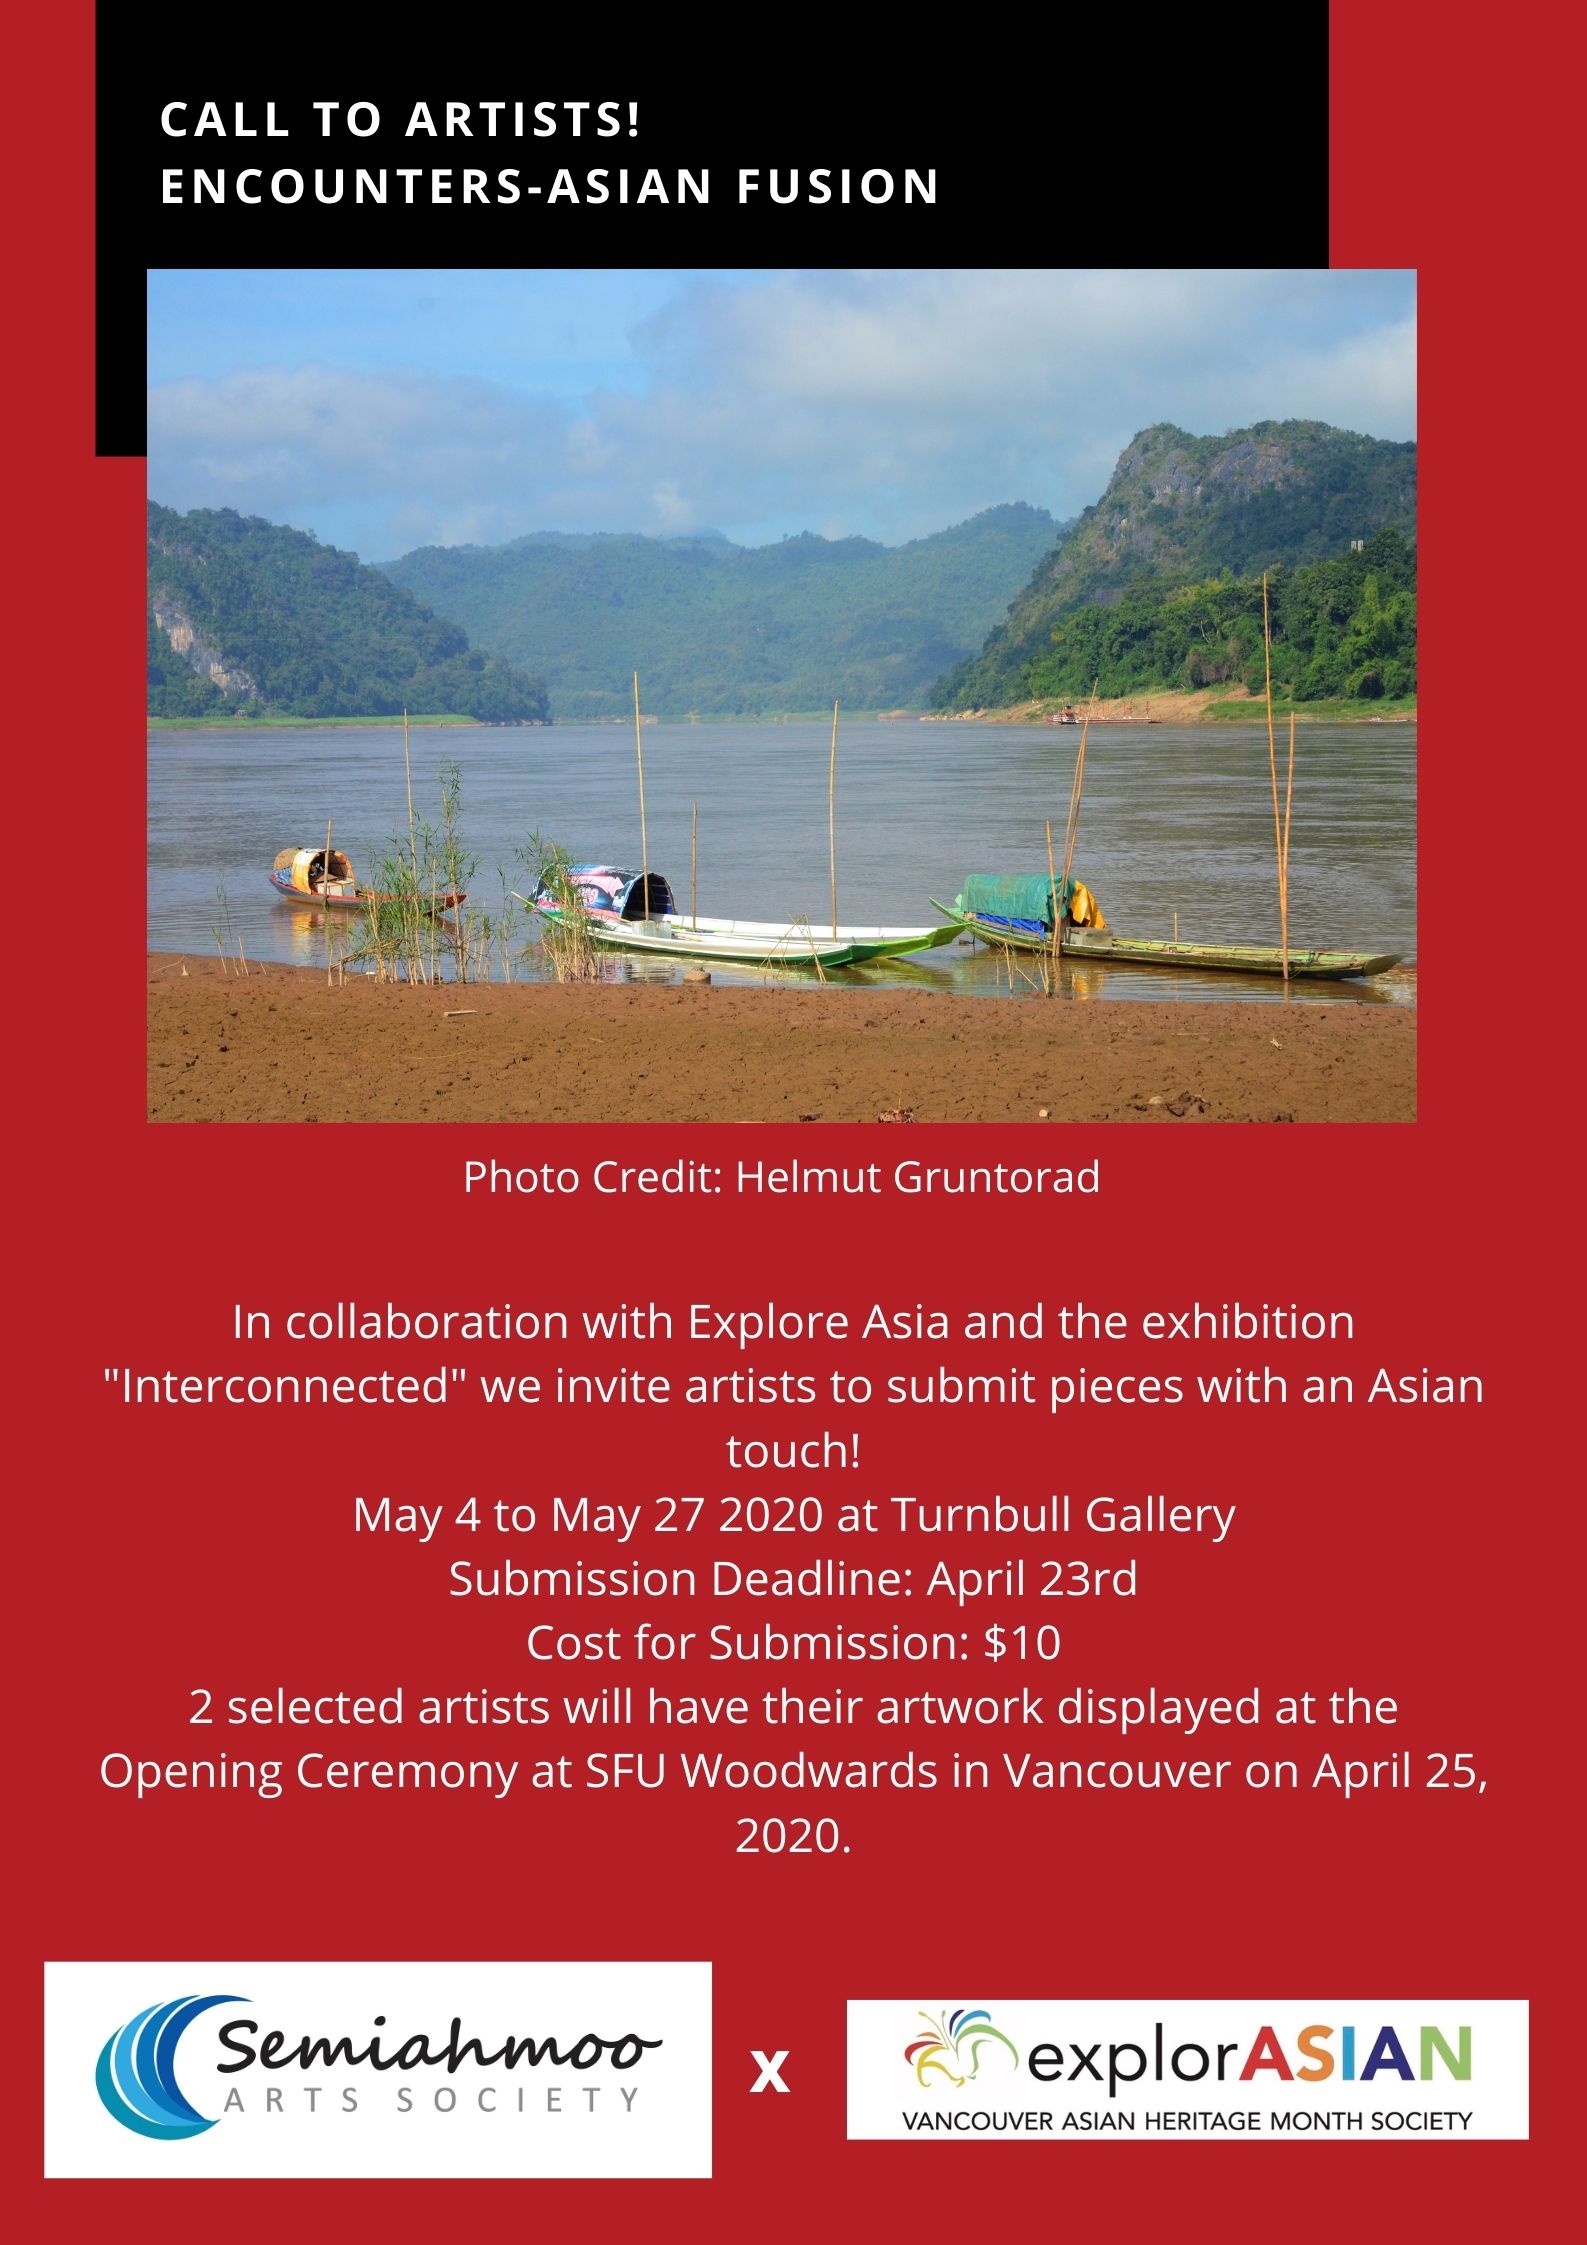 CALL TO ARTISTS!
ENCOUNTERS-ASIAN FUSION
Photo Credit: Helmut Gruntorad
In collaboration with Explore Asia and the exhibition
"Interconnected" we invite artists to submit pieces with an Asian
touch!
May 4 to May 27 2020 at Turnbull Gallery
Submission Deadline: April 23rd
Cost for Submission: $10
2 selected artists will have their artwork displayed at the
Opening Ceremony at SFU Woodwards in Vancouver on April 25,
2020.
Semiahmoo
ARTS SOCIETY
x
explorASIAN
VANCOUVER ASIAN HERITAGE MONTH SOCIETY